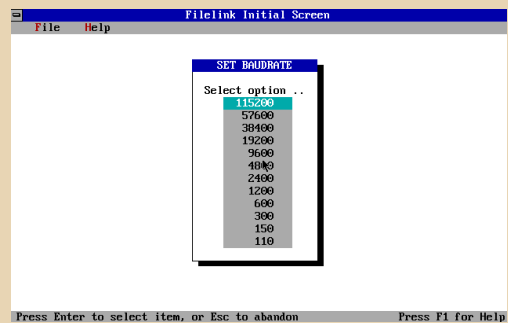 Filelink Initial Screen
File Help
SET BAUDRATE
Select option ..
115200
57600
38400
19200
9600
4800
2400
1200
600
300
150
110
Press Enter to select item, or Esc to abandon Press F1 for Help